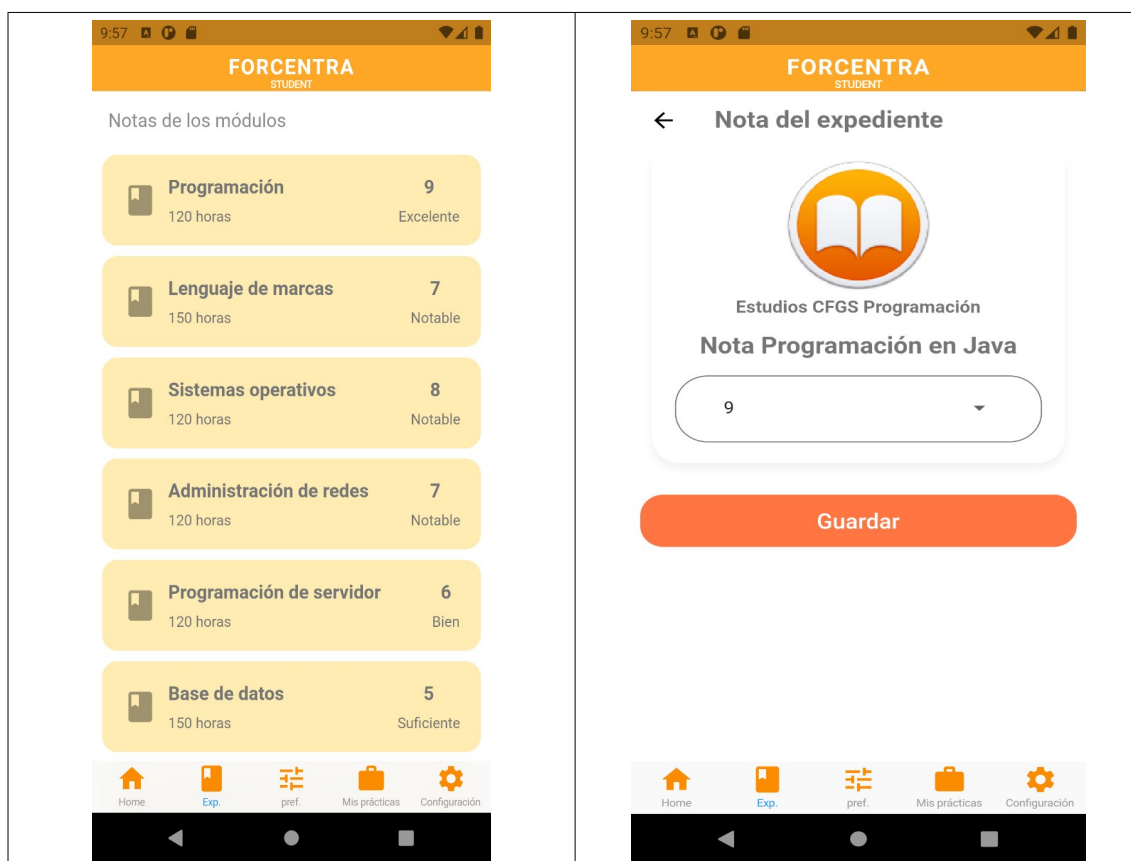 9:57
FORCENTRA
STUDENT
Notas de los módulos
Programación 9
120 horas Excelente
Lenguaje de marcas 7
150 horas Notable
Sistemas operativos 8
120 horas Notable
Administración de redes 7
120 horas Notable
Programación de servidor 6
120 horas Bien
Base de datos 5
150 horas Suficiente
Home Exp. pref. Mis prácticas Configuración
9:57
FORCENTRA
STUDENT
Nota del expediente
Estudios CFGS Programación
Nota Programación en Java
9
Guardar
Home Exp. pref. Mis prácticas Configuración